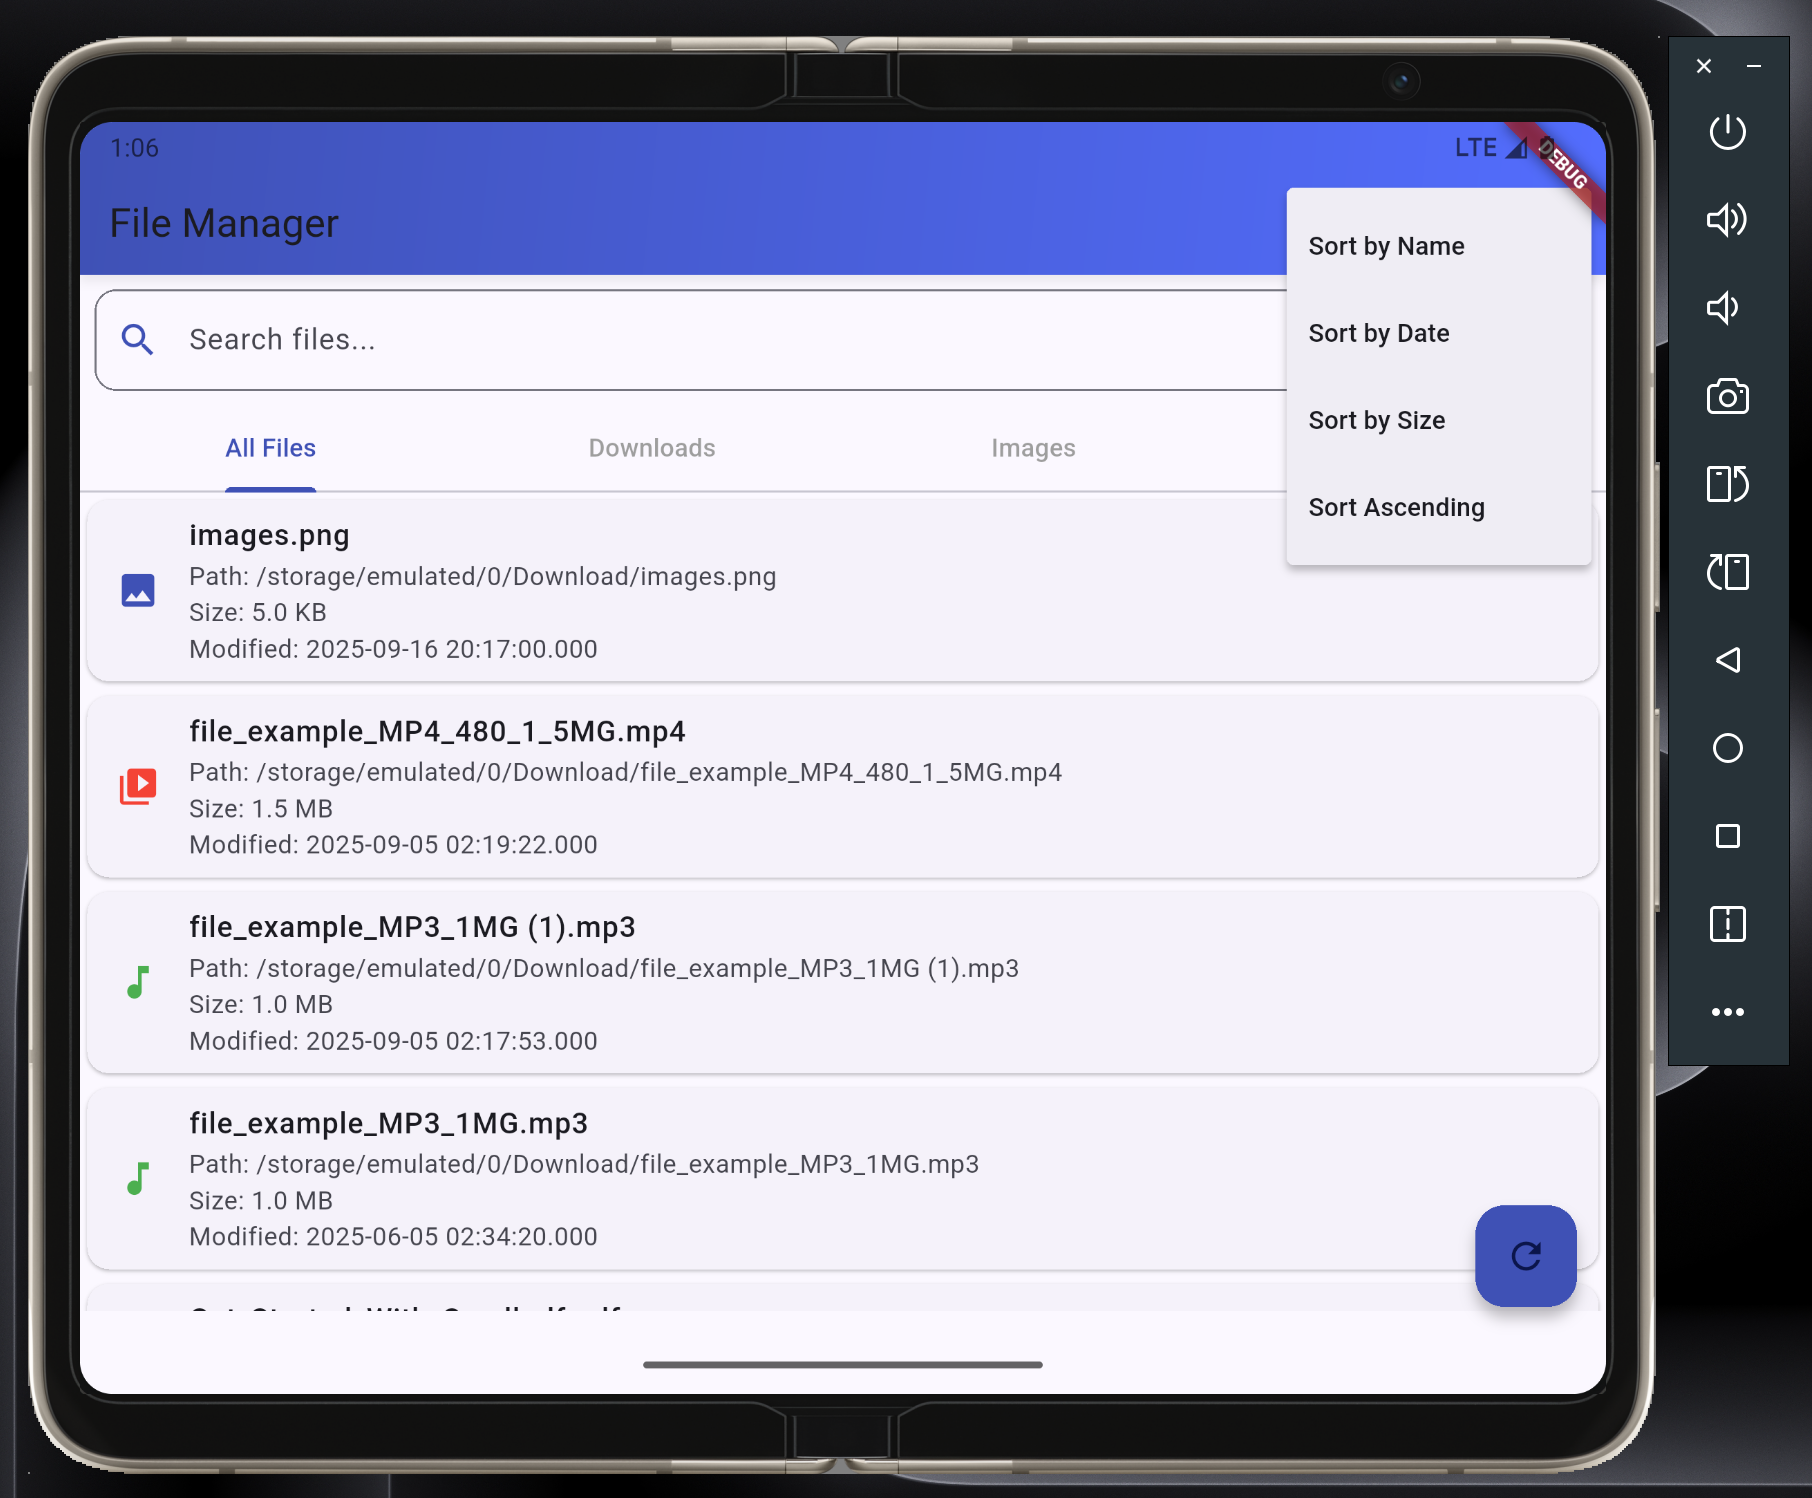 1:06
LTE
DEBUG
File Manager
Sort by Name
Sort by Date
Sort by Size
Sort Ascending
Search files...
All Files
Downloads
Images
images.png
Path: /storage/emulated/0/Download/images.png
Size: 5.0 KB
Modified: 2025-09-16 20:17:00.000
file_example_MP4_480_1_5MG.mp4
Path: /storage/emulated/0/Download/file_example_MP4_480_1_5MG.mp4
Size: 1.5 MB
Modified: 2025-09-05 02:19:22.000
file_example_MP3_1MG (1).mp3
Path: /storage/emulated/0/Download/file_example_MP3_1MG (1).mp3
Size: 1.0 MB
Modified: 2025-09-05 02:17:53.000
file_example_MP3_1MG.mp3
Path: /storage/emulated/0/Download/file_example_MP3_1MG.mp3
Size: 1.0 MB
Modified: 2025-06-05 02:34:20.000